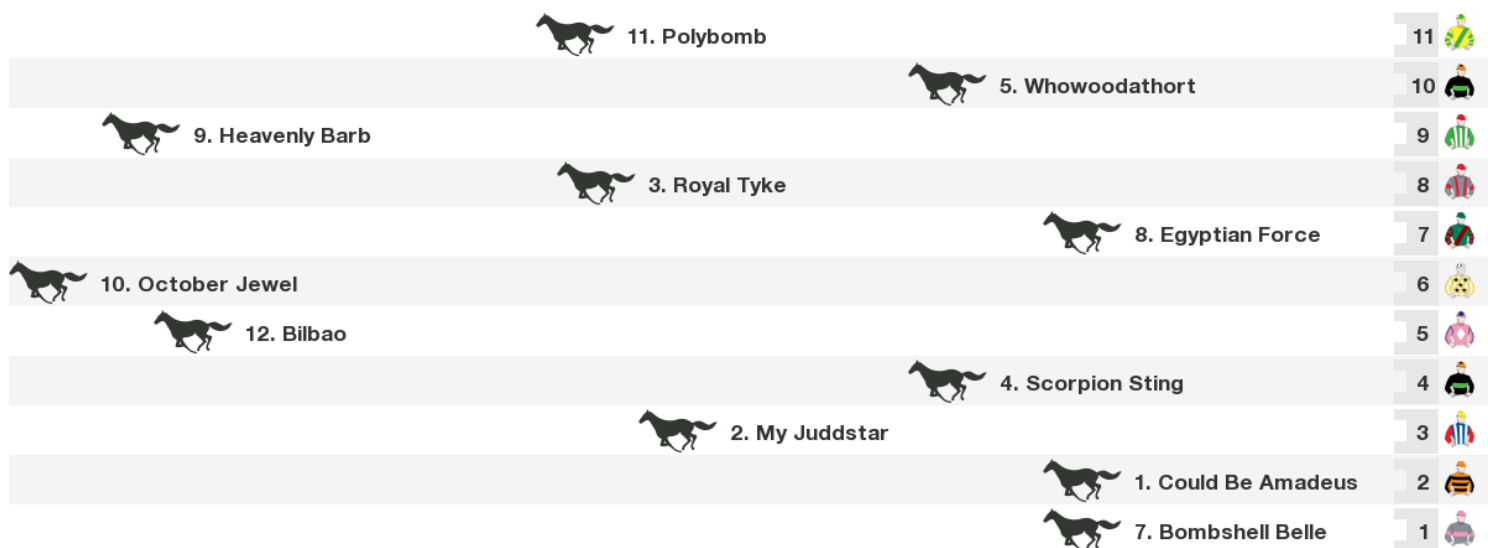 11. Polybomb 11
5. Whowoodathort 10
9. Heavenly Barb 9
3. Royal Tyke 8
8. Egyptian Force 7
10. October Jewel 6
12. Bilbao 5
4. Scorpion Sting 4
2. My Juddstar 3
1. Could Be Amadeus 2
7. Bombshell Belle 1